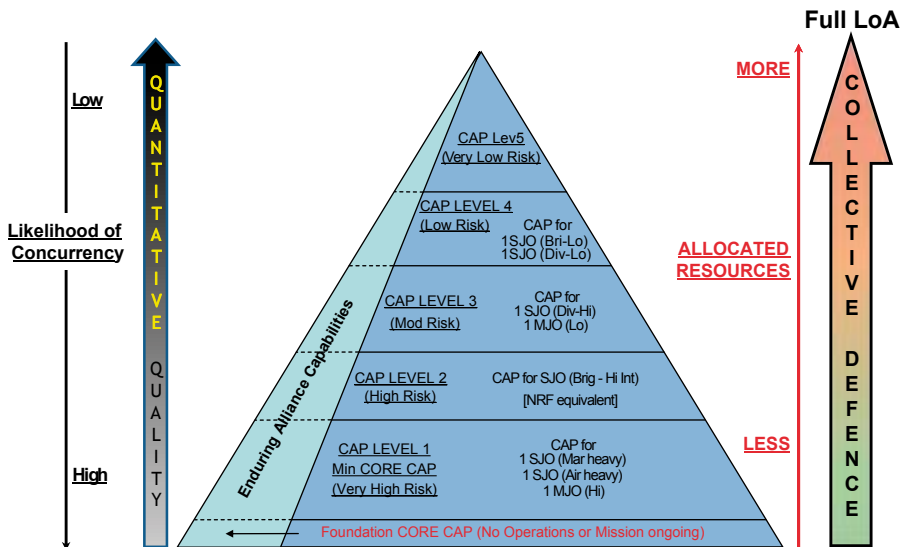 Full LoA
MORE
Low
QUANTITATIVE
QUALITY
COLLECTIVE
DEFENCE
CAP Lev5
(Very Low Risk)
CAP LEVEL 4
(Low Risk)
CAP for
1SJO (Bri-Lo)
1SJO (Div-Lo)
Likelihood of
Concurrency
ALLOCATED
RESOURCES
CAP LEVEL 3
(Mod Risk)
CAP for
1 SJO (Div-Hi)
1 MJO (Lo)
Enduring Alliance Capabilities
CAP LEVEL 2
(High Risk)
CAP for SJO (Brig - Hi Int)
[NRF equivalent]
LESS
CAP LEVEL 1
Min CORE CAP
(Very High Risk)
CAP for
1 SJO (Mar heavy)
1 SJO (Air heavy)
1 MJO (Hi)
High
Foundation CORE CAP (No Operations or Mission ongoing)